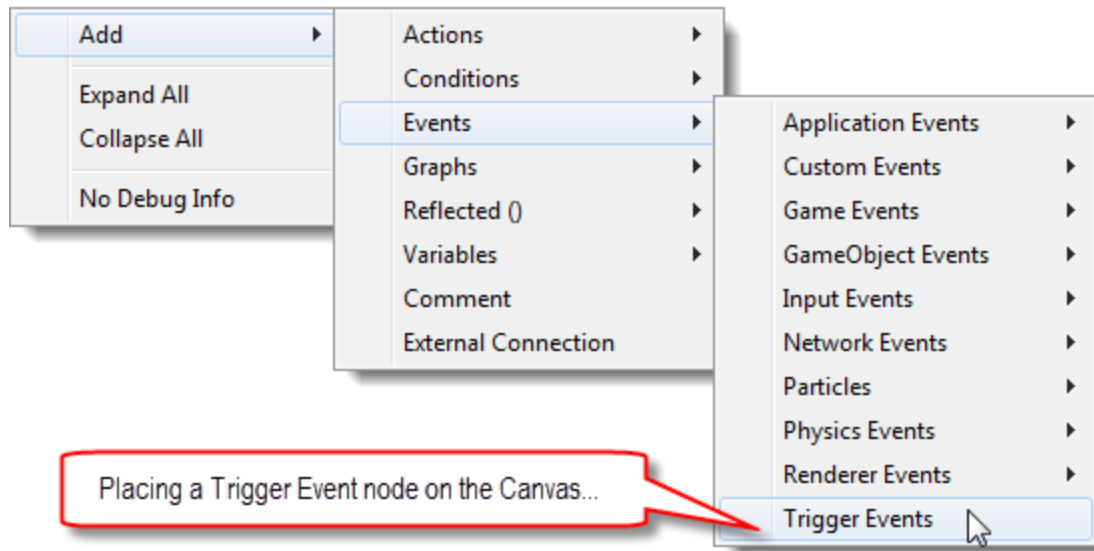 Add
Expand All
Collapse All
No Debug Info
Actions
Conditions
Events
Graphs
Reflected ()
Variables
Comment
External Connection
Application Events
Custom Events
Game Events
GameObject Events
Input Events
Network Events
Particles
Physics Events
Renderer Events
Trigger Events
Placing a Trigger Event node on the Canvas...